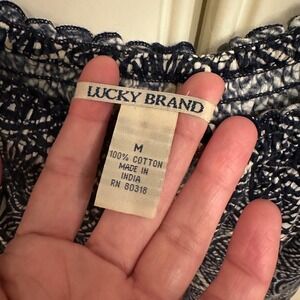 LUCKY BRAND
M
100% COTTON
MADE IN
INDIA
RN 80318